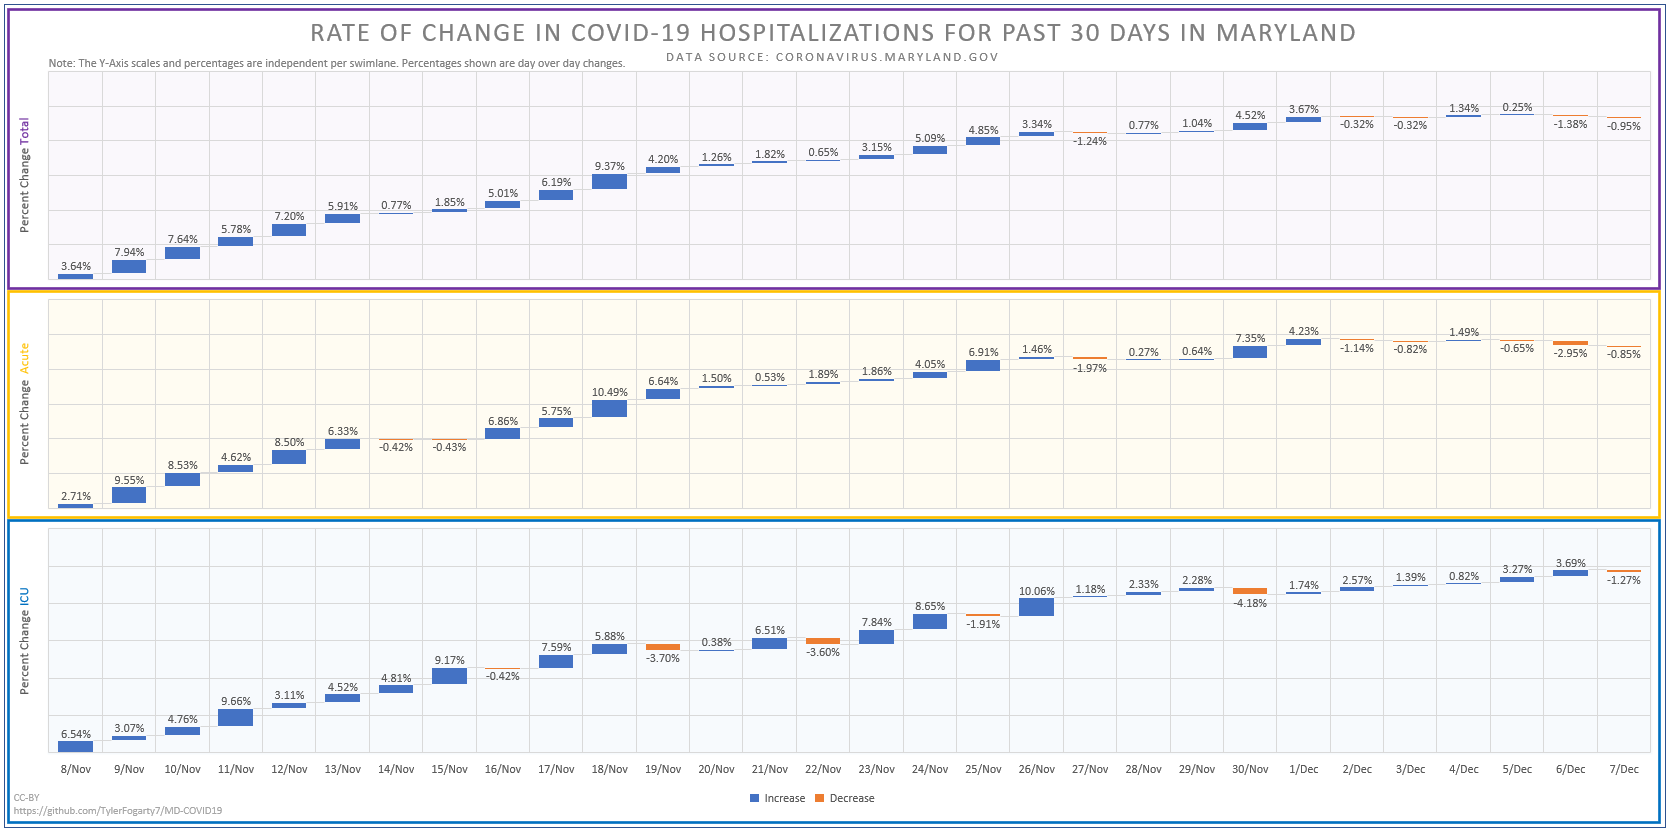 RATE OF CHANGE IN COVID-19 HOSPITALIZATIONS FOR PAST 30 DAYS IN MARYLAND
DATA SOURCE: CORONAVIRUS.MARYLAND.GOV
Note: The Y-Axis scales and percentages are independent per swimlane. Percentages shown are day over day changes.
Percent Change Total
3.64% 7.94% 7.64% 5.78% 7.20% 5.91% 0.77% 1.85% 5.01% 6.19% 9.37% 4.20% 1.26% 1.82% 0.65% 3.15% 5.09% 4.85% 3.34% -1.24% 0.77% 1.04% 4.52% 3.67% -0.32% -0.32% 1.34% 0.25% -1.38% -0.95%
Percent Change Acute
2.71% 9.55% 8.53% 4.62% 8.50% 6.33% -0.42% -0.43% 6.86% 5.75% 10.49% 6.64% 1.50% 0.53% 1.89% 1.86% 4.05% 6.91% 1.46% -1.97% 0.27% 0.64% 7.35% 4.23% -1.14% -0.82% 1.49% -0.65% -2.95% -0.85%
Percent Change ICU
6.54% 3.07% 4.76% 9.66% 3.11% 4.52% 4.81% 9.17% -0.42% 7.59% 5.88% -3.70% 0.38% 6.51% -3.60% 7.84% 8.65% -1.91% 10.06% 1.18% 2.33% 2.28% -4.18% 1.74% 2.57% 1.39% 0.82% 3.27% 3.69% -1.27%
8/Nov 9/Nov 10/Nov 11/Nov 12/Nov 13/Nov 14/Nov 15/Nov 16/Nov 17/Nov 18/Nov 19/Nov 20/Nov 21/Nov 22/Nov 23/Nov 24/Nov 25/Nov 26/Nov 27/Nov 28/Nov 29/Nov 30/Nov 1/Dec 2/Dec 3/Dec 4/Dec 5/Dec 6/Dec 7/Dec
Increase Decrease
CC-BY
https://github.com/TylerFogarty7/MD-COVID19